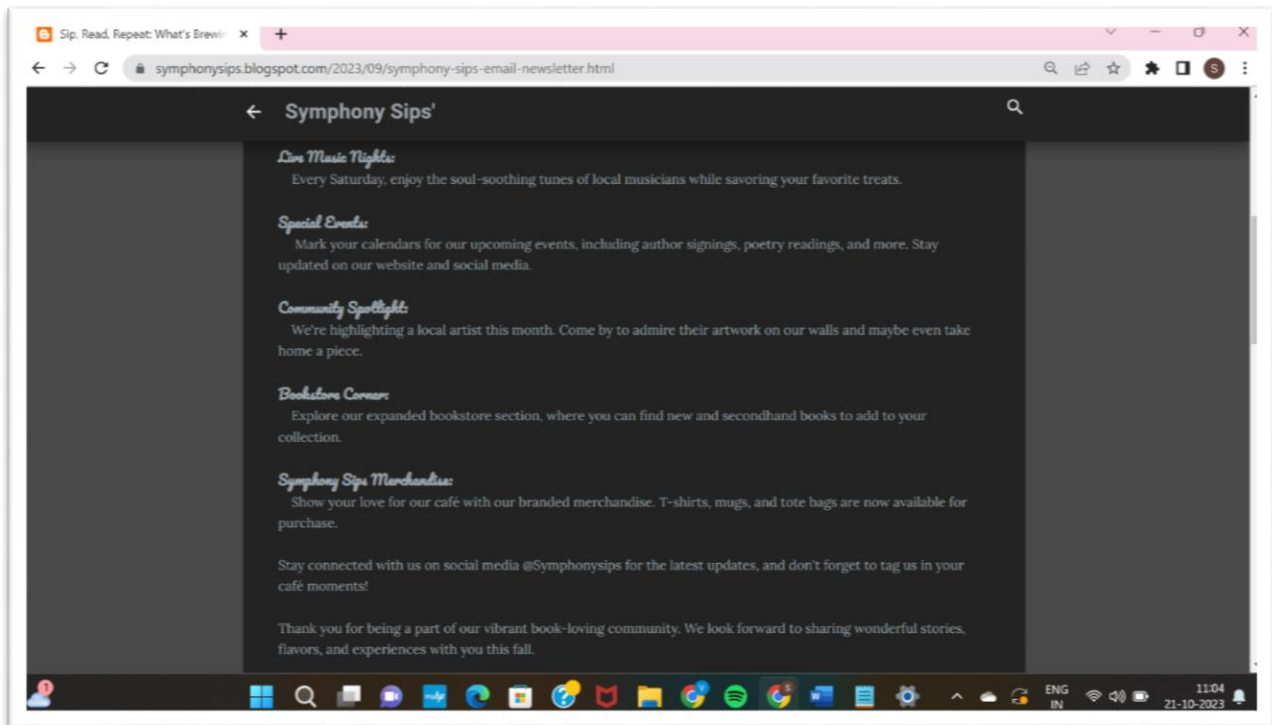 Sip, Read, Repeat: What's Brewin
symphonysips.blogspot.com/2023/09/symphony-sips-email-newsletter.html
S
Symphony Sips'
Live Music Nights:
Every Saturday, enjoy the soul-soothing tunes of local musicians while savoring your favorite treats.
Special Events:
Mark your calendars for our upcoming events, including author signings, poetry readings, and more. Stay
updated on our website and social media.
Community Spotlight:
We're highlighting a local artist this month. Come by to admire their artwork on our walls and maybe even take
home a piece.
Bookstore Corner:
Explore our expanded bookstore section, where you can find new and secondhand books to add to your
collection.
Symphony Sips Merchandise:
Show your love for our café with our branded merchandise. T-shirts, mugs, and tote bags are now available for
purchase.
Stay connected with us on social media @Symphonysips for the latest updates, and don't forget to tag us in your
café moments!
Thank you for being a part of our vibrant book-loving community. We look forward to sharing wonderful stories,
flavors, and experiences with you this fall.
1
ENG
IN
11:04
21-10-2023